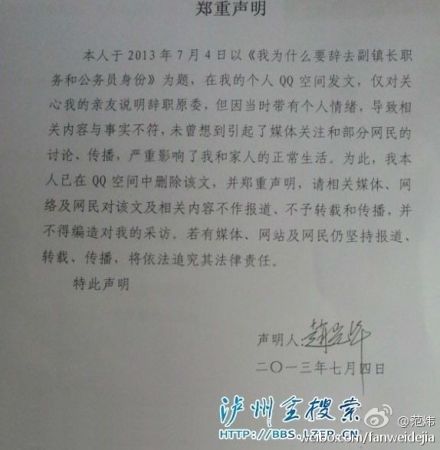 郑重声明
本人于2013年7月4日以《我为什么要辞去副镇长职
务和公务员身份》为题，在我的个人QQ空间发文，仅对关
心我的亲友说明辞职原委，但因当时带有个人情绪，导致相
关内容与事实不符，未曾想到引起了媒体关注和部分网民的
讨论、传播，严重影响了我和家人的正常生活。为此，我本
人已在QQ空间中删除该文，并郑重声明，请相关媒体、网
络及网民对该文及相关内容不作报道、不予转载和传播，并
不得编造对我的采访。若有媒体、网站及网民仍坚持报道、
转载、传播，将依法追究其法律责任。
特此声明
声明人
二〇一三年七月四日
泸州全搜索
HTTP://BBS.LZEP.CN
@范炜
weibo.com/fanweidejia